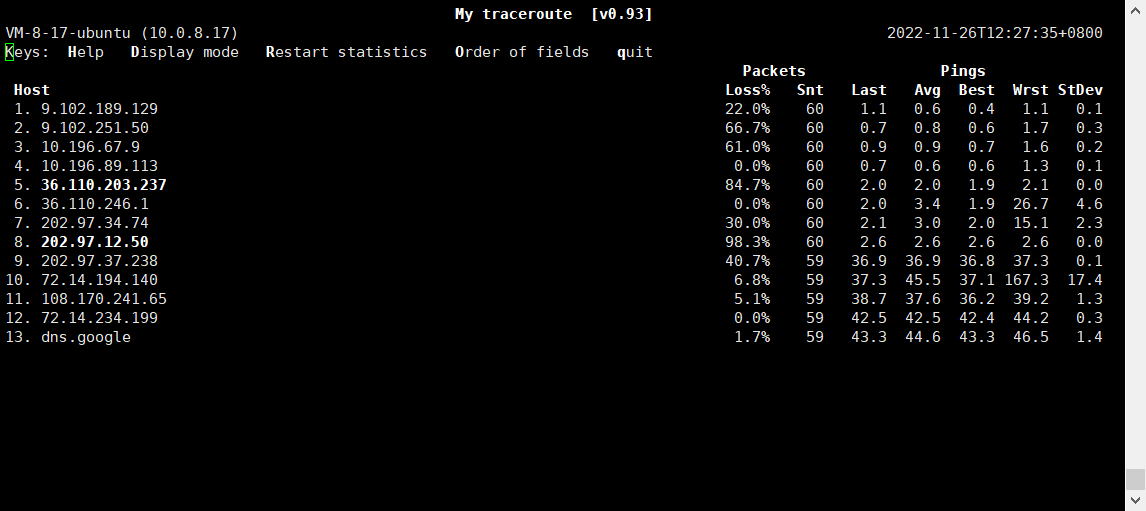 My traceroute [v0.93]
VM-8-17-ubuntu (10.0.8.17) 2022-11-26T12:27:35+0800
Keys: Help Display mode Restart statistics Order of fields quit
Packets Pings
Host Loss% Snt Last Avg Best Wrst StDev
1. 9.102.189.129 22.0% 60 1.1 0.6 0.4 1.1 0.1
2. 9.102.251.50 66.7% 60 0.7 0.8 0.6 1.7 0.3
3. 10.196.67.9 61.0% 60 0.9 0.9 0.7 1.6 0.2
4. 10.196.89.113 0.0% 60 0.7 0.6 0.6 1.3 0.1
5. 36.110.203.237 84.7% 60 2.0 2.0 1.9 2.1 0.0
6. 36.110.246.1 0.0% 60 2.0 3.4 1.9 26.7 4.6
7. 202.97.34.74 30.0% 60 2.1 3.0 2.0 15.1 2.3
8. 202.97.12.50 98.3% 60 2.6 2.6 2.6 2.6 0.0
9. 202.97.37.238 40.7% 59 36.9 36.9 36.8 37.3 0.1
10. 72.14.194.140 6.8% 59 37.3 45.5 37.1 167.3 17.4
11. 108.170.241.65 5.1% 59 38.7 37.6 36.2 39.2 1.3
12. 72.14.234.199 0.0% 59 42.5 42.5 42.4 44.2 0.3
13. dns.google 1.7% 59 43.3 44.6 43.3 46.5 1.4